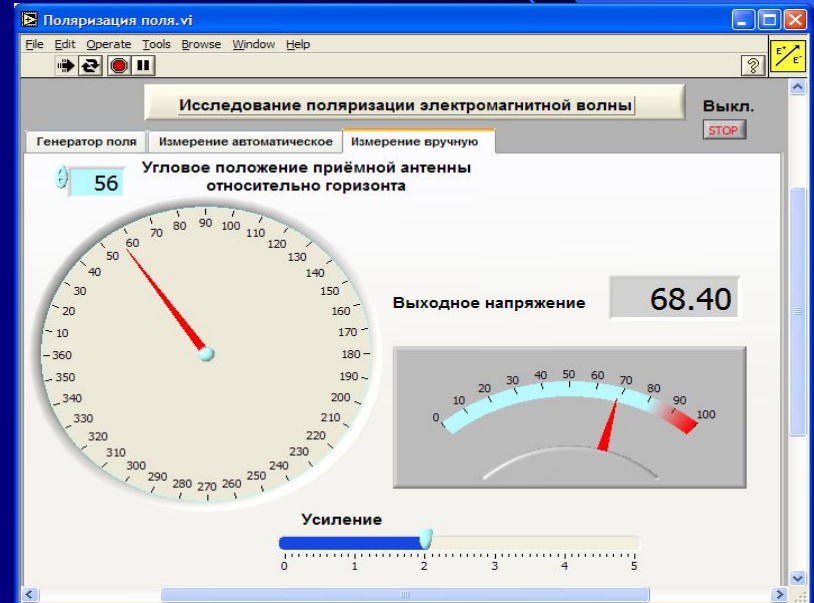 Поляризация поля.vi
File Edit Operate Tools Browse Window Help
E+
E-
Исследование поляризации электромагнитной волны
Выкл.
STOP
Генератор поля Измерение автоматическое Измерение вручную
56
Угловое положение приёмной антенны
относительно горизонта
10 20 30 40 50 60 70 80 90 100 110 120 130 140 150 160 170 180 190 200 210 220 230 240 250 260 270 280 290 300 310 320 330 340 350 360
Выходное напряжение
68.40
0 10 20 30 40 50 60 70 80 90 100
Усиление
0 1 2 3 4 5